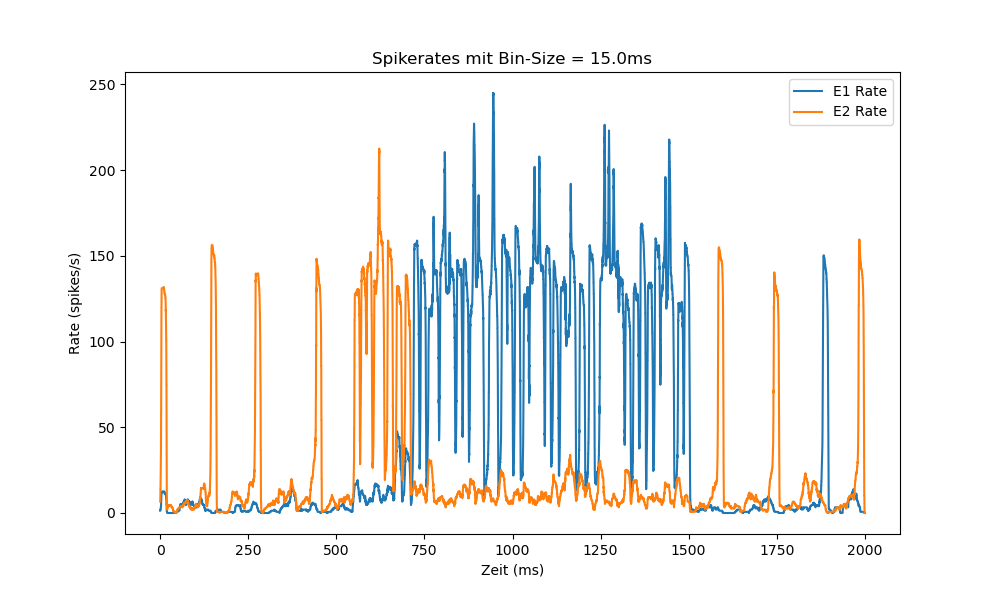 Spikerates mit Bin-Size = 15.0ms
E1 Rate
E2 Rate
Rate (spikes/s)
250
200
150
100
50
0
0 250 500 750 1000 1250 1500 1750 2000
Zeit (ms)